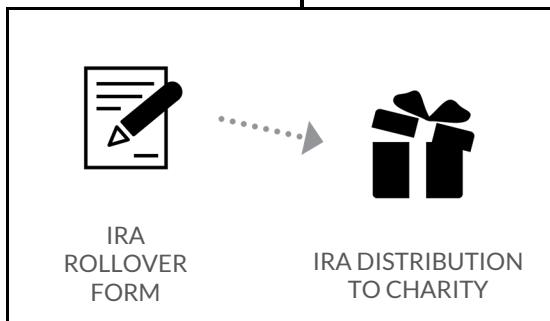 IRA
ROLLOVER
FORM
IRA DISTRIBUTION
TO CHARITY